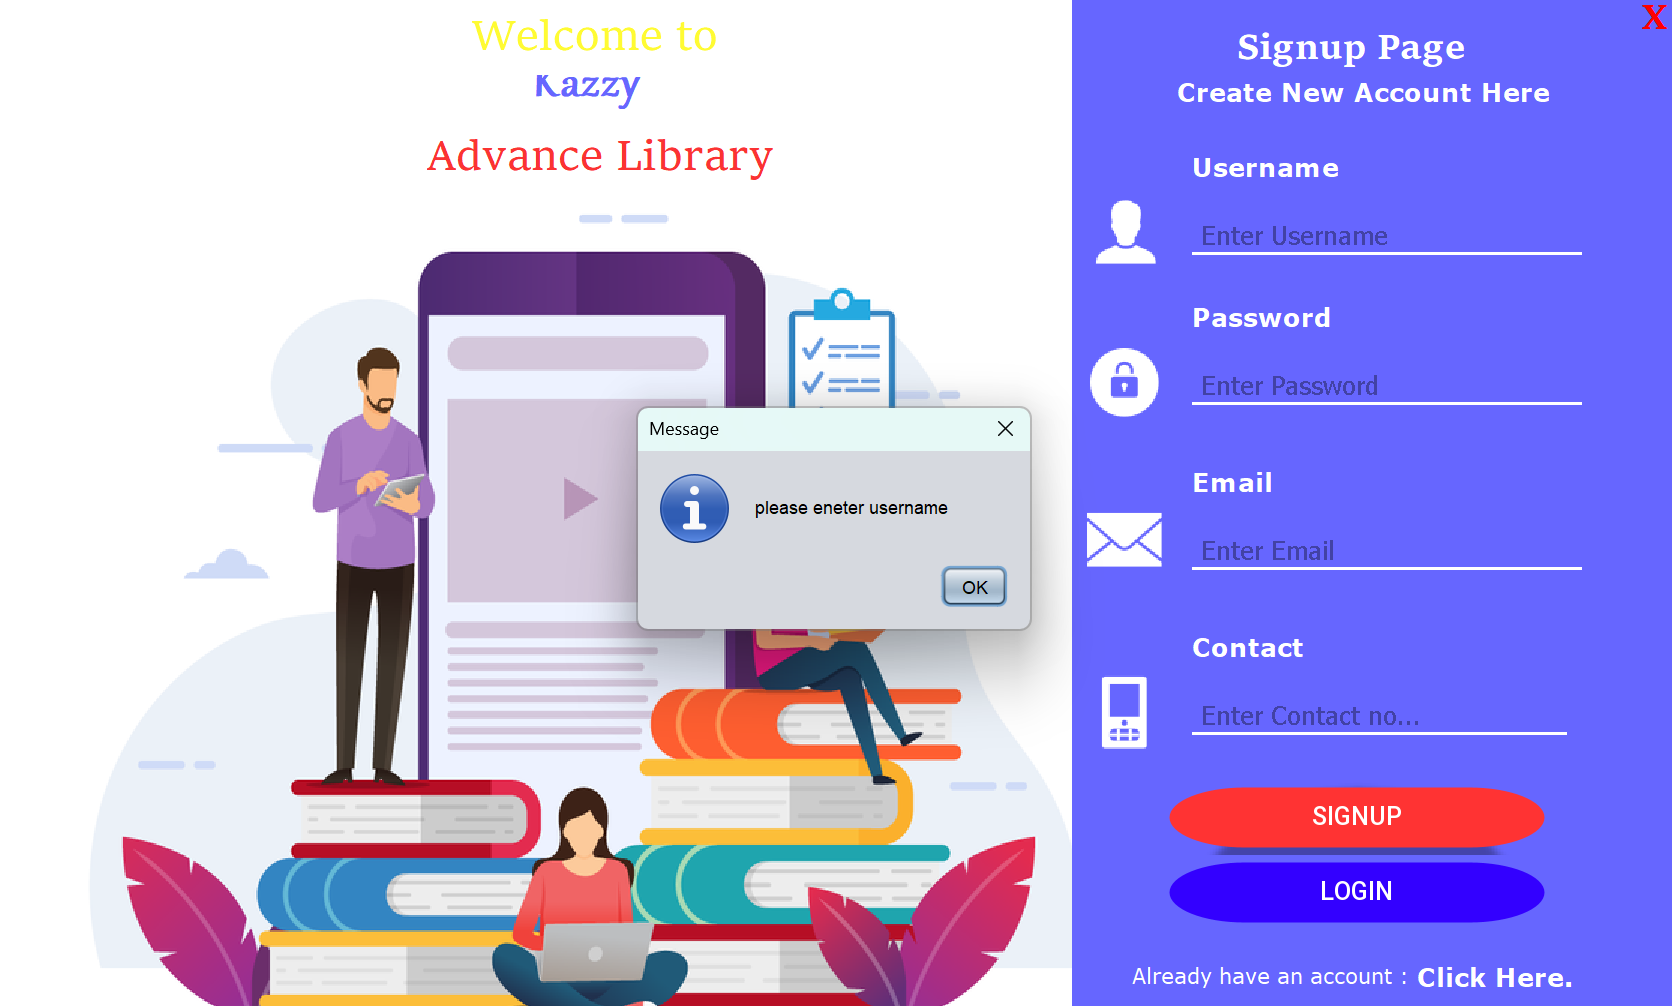 Welcome to
Kazzy
Advance Library
Message
please eneter username
OK
X
Signup Page
Create New Account Here
Username
Enter Username
Password
Enter Password
Email
Enter Email
Contact
Enter Contact no...
SIGNUP
LOGIN
Already have an account : Click Here.